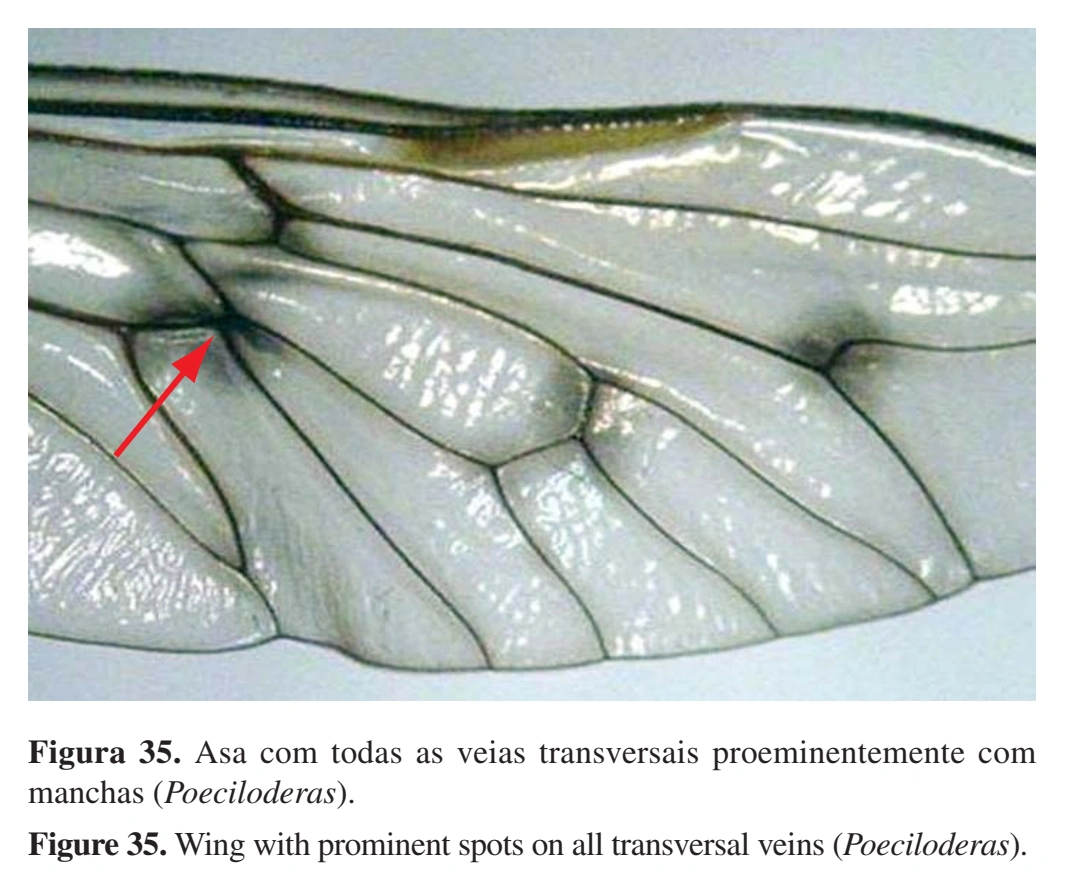 Figura 35. Asa com todas as veias transversais proeminentemente com
manchas (Poeciloderas).
Figure 35. Wing with prominent spots on all transversal veins (Poeciloderas).